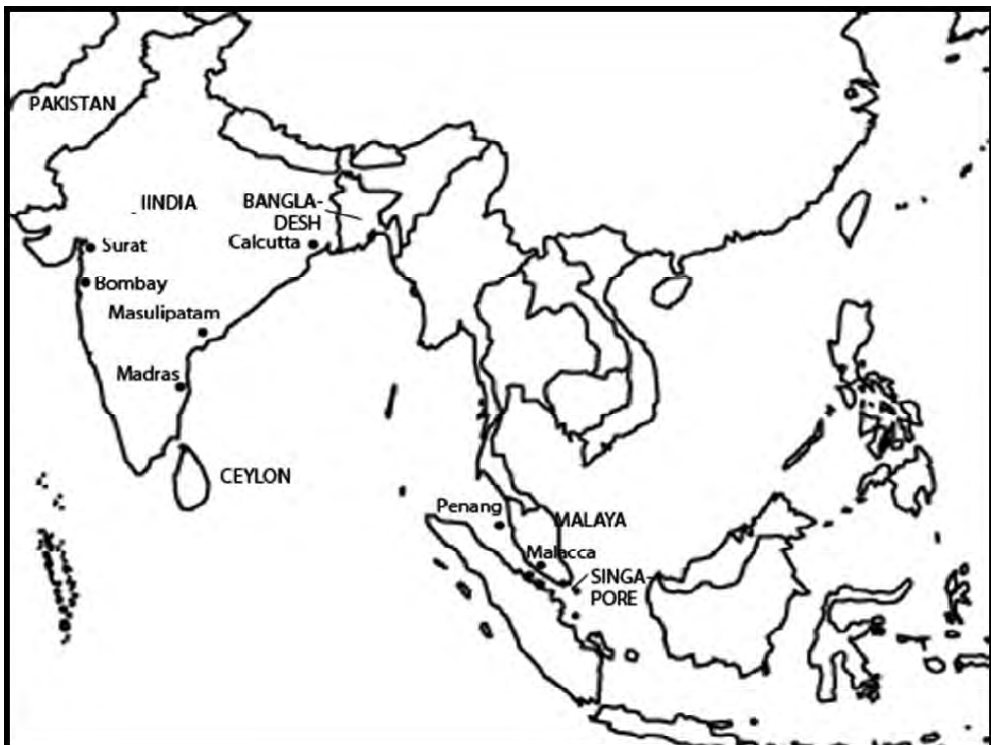 PAKISTAN
IINDIA
BANGLA-
DESH
Calcutta
Surat
Bombay
Masulipatam
Madras
CEYLON
Penang
MALAYA
Malacca
SINGA-
PORE